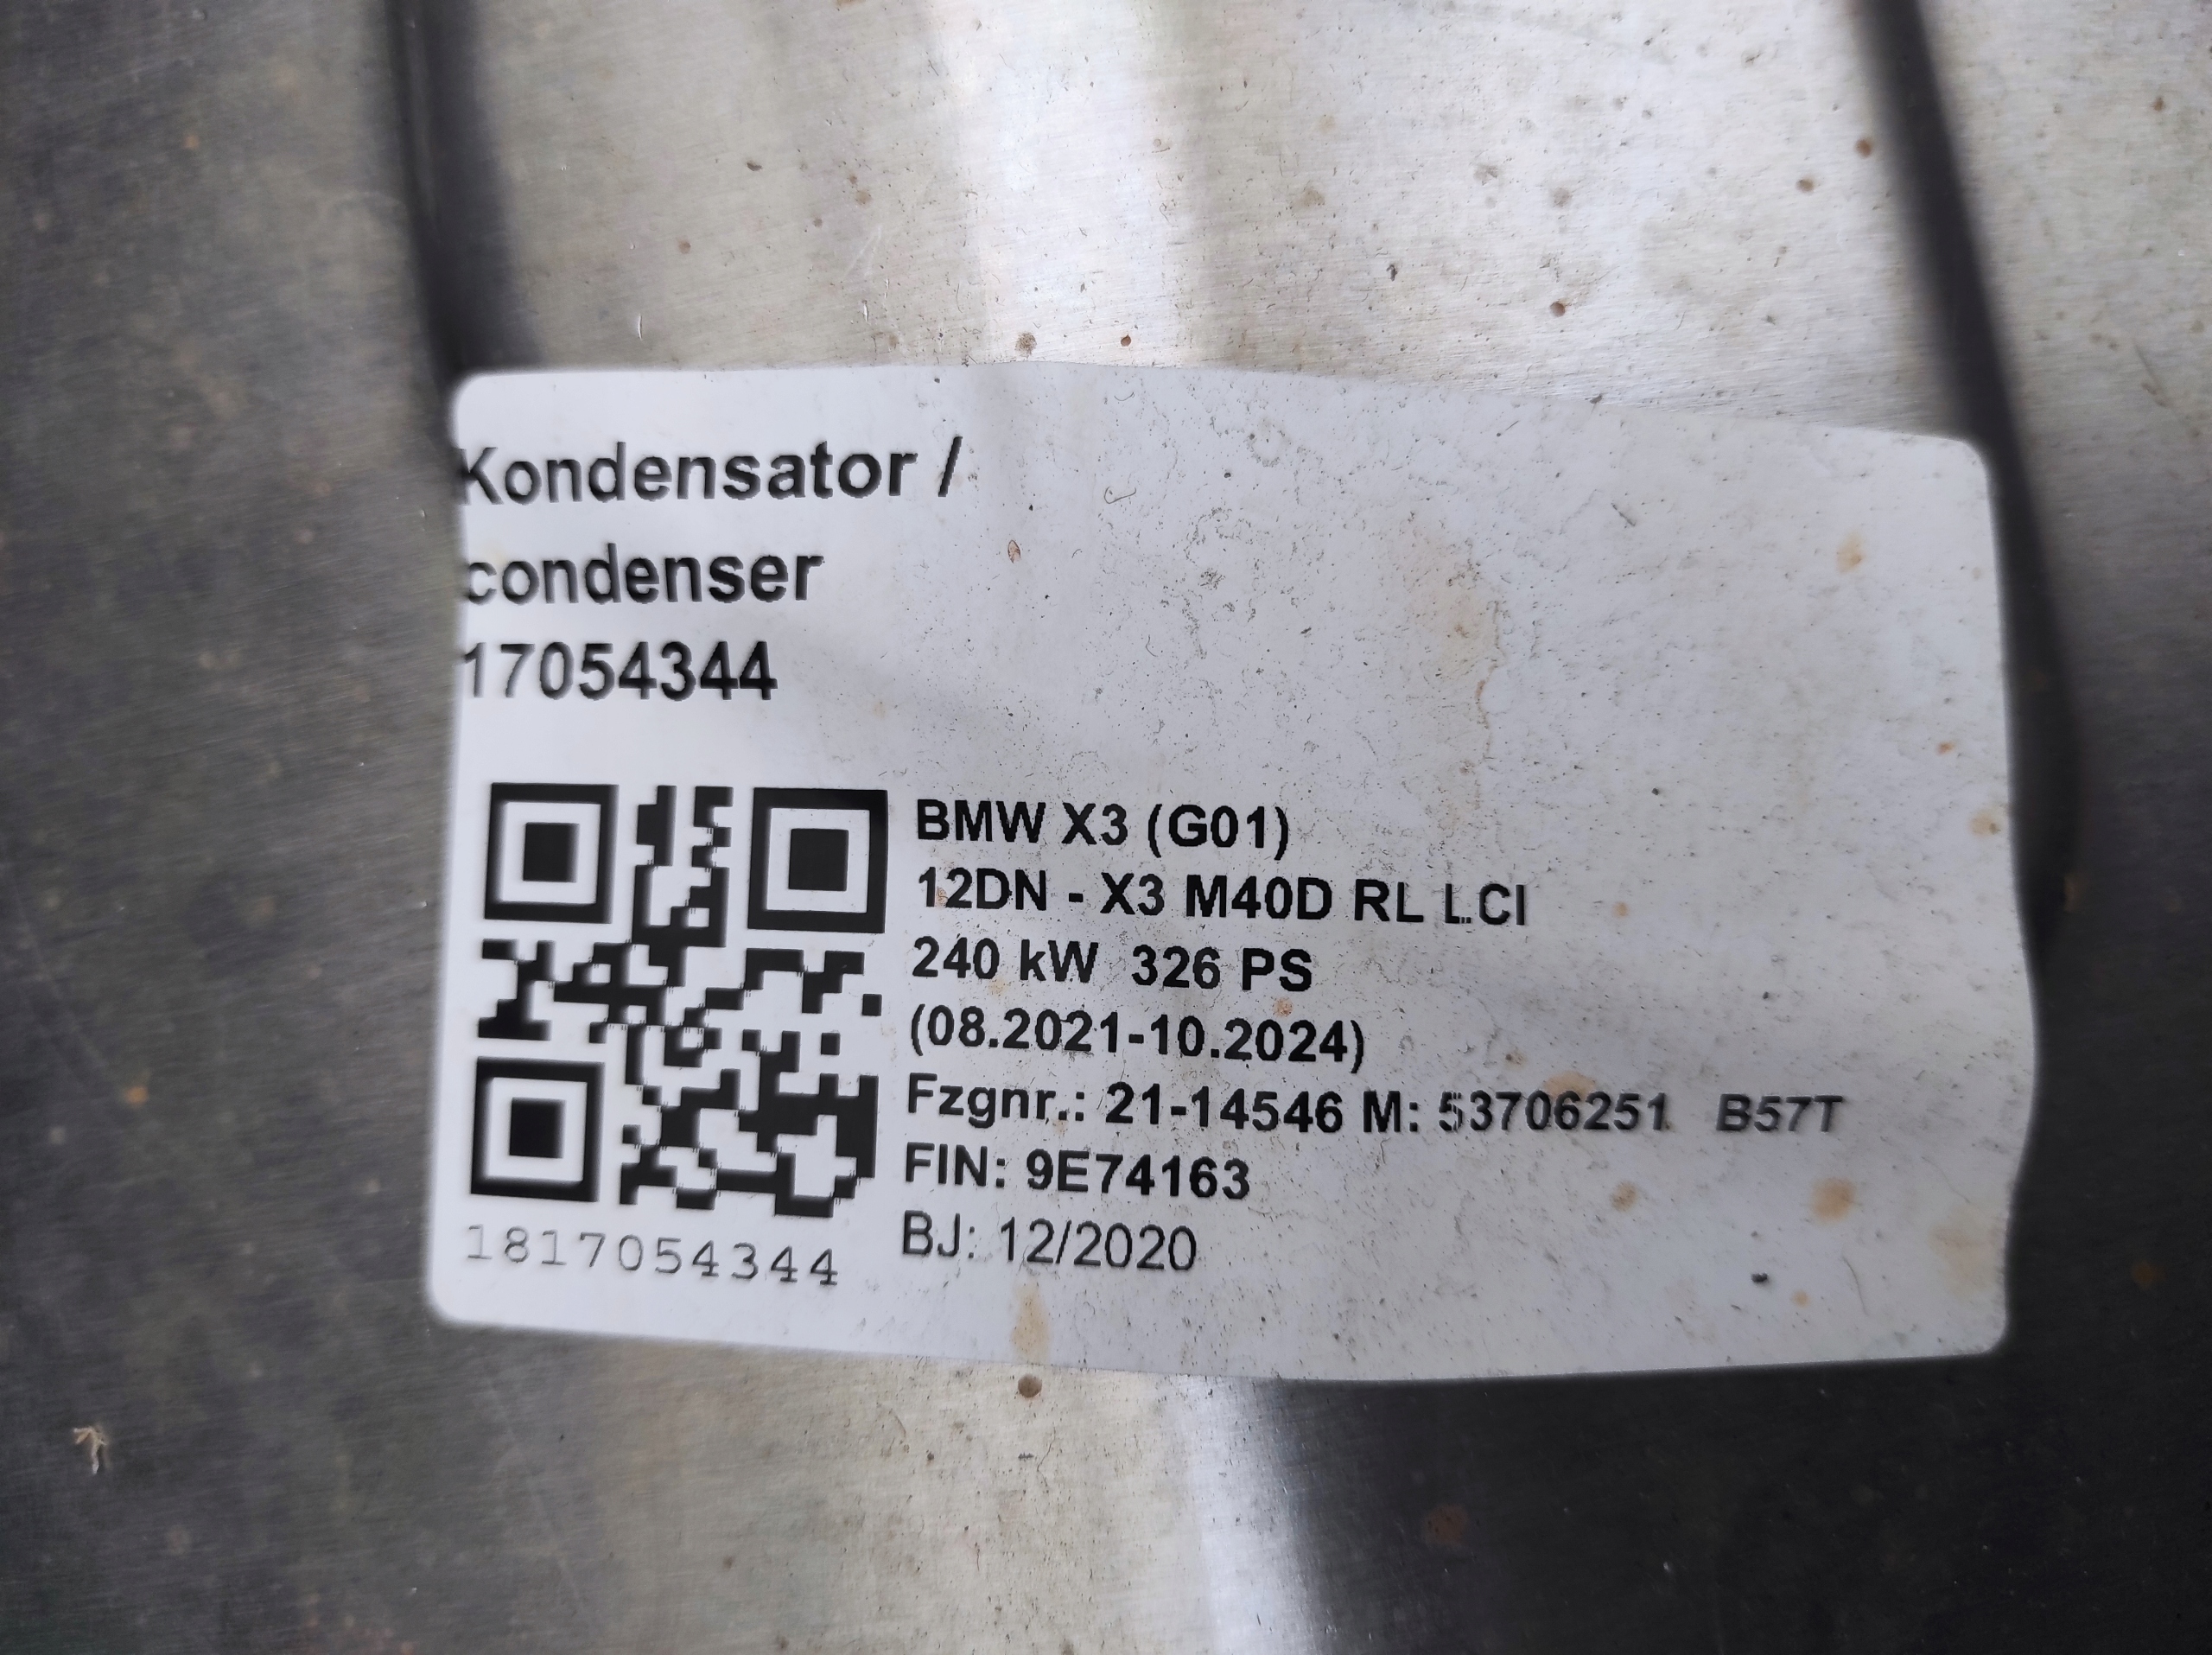 Kondensator /
condenser
17054344
BMW X3 (G01)
12DN - X3 M40D RL LCI
240 kW 326 PS
(08.2021-10.2024)
Fzgnr.: 21-14546 M: 53706251 B57T
FIN: 9E74163
BJ: 12/2020
1817054344